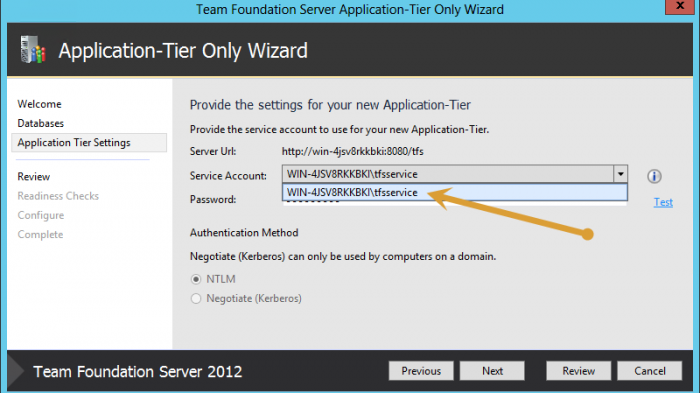 Team Foundation Server Application-Tier Only Wizard
x
Application-Tier Only Wizard
Welcome
Databases
Application Tier Settings
Review
Readiness Checks
Configure
Complete
Provide the settings for your new Application-Tier
Provide the service account to use for your new Application-Tier.
Server Url: http://win-4jsv8rkkbki:8080/tfs
Service Account: WIN-4JSV8RKKBKI\tfsservice
WIN-4JSV8RKKBKI\tfsservice
Password:
Test
Authentication Method
Negotiate (Kerberos) can only be used by computers on a domain.
NTLM
Negotiate (Kerberos)
Team Foundation Server 2012
Previous Next Review Cancel